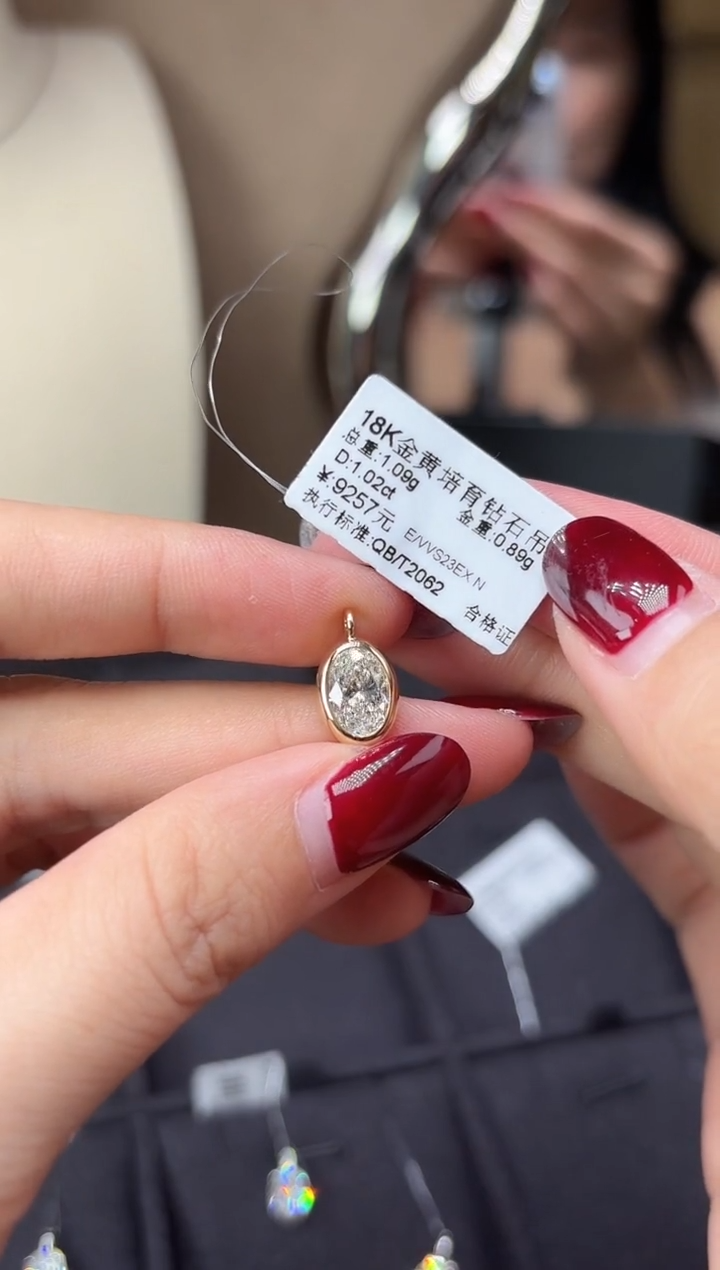 18K金黄培育钻石吊
总重:1.09g 金重:0.89g
D:1.02ct
¥:9257元 E/VVS23EX N
执行标准:QB/T2062
合格证